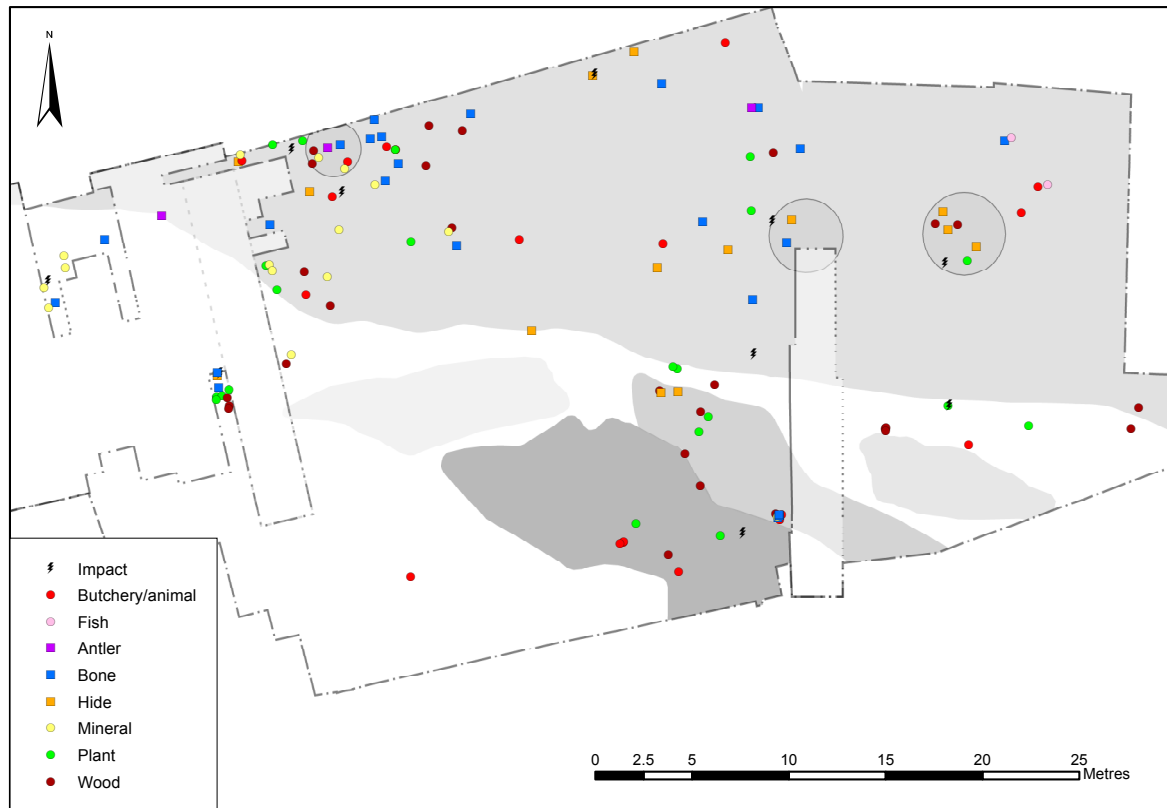 N
Impact
Butchery/animal
Fish
Antler
Bone
Hide
Mineral
Plant
Wood
0 2.5 5 10 15 20 25
Metres